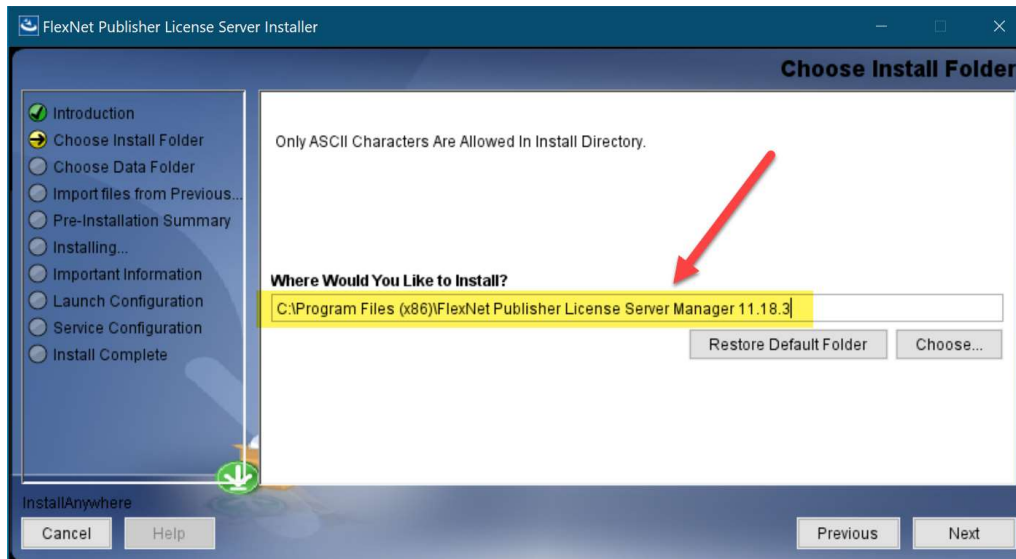 FlexNet Publisher License Server Installer
Choose Install Folder
Introduction
Choose Install Folder
Choose Data Folder
Import files from Previous...
Pre-Installation Summary
Installing...
Important Information
Launch Configuration
Service Configuration
Install Complete
Only ASCII Characters Are Allowed In Install Directory.
Where Would You Like to Install?
C:\Program Files (x86)\FlexNet Publisher License Server Manager 11.18.3
Restore Default Folder
Choose...
InstallAnywhere
Cancel
Help
Previous
Next